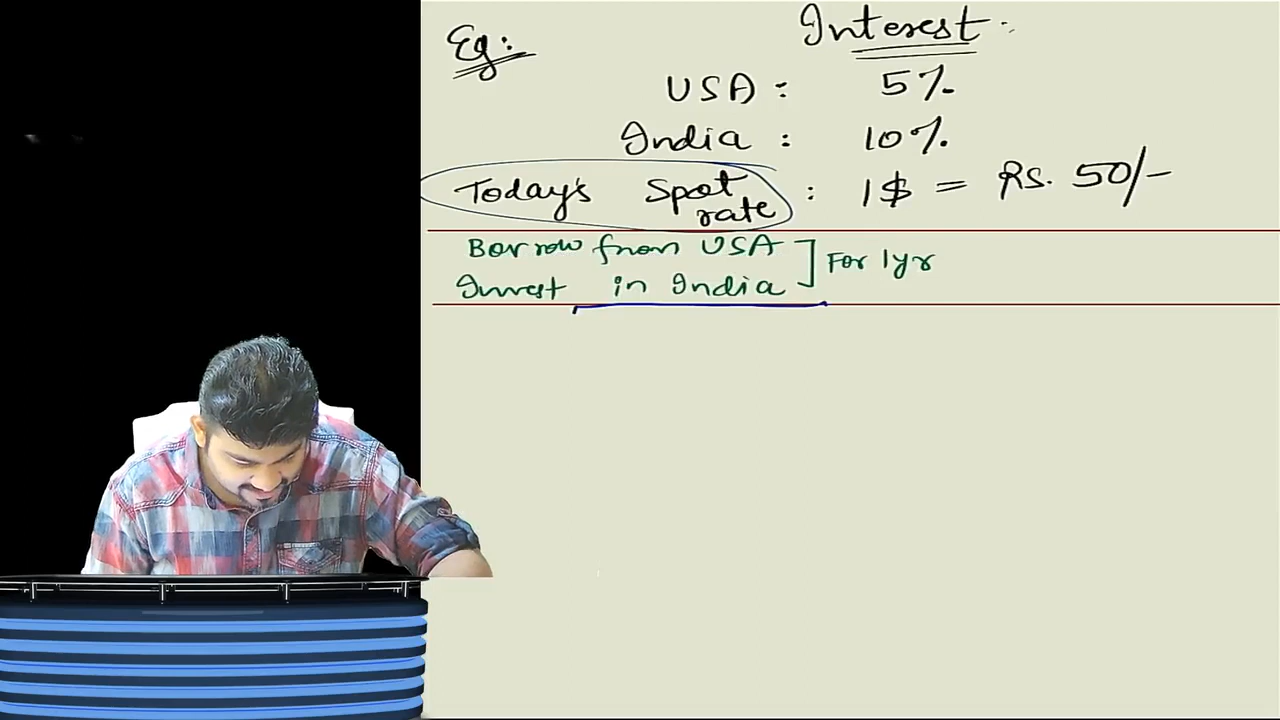 Eg:
Interest:
USA : 5%
India : 10%
Today's Spot rate : 1$ = Rs. 50/-
Borrow from USA
Invest in India
For 1yr